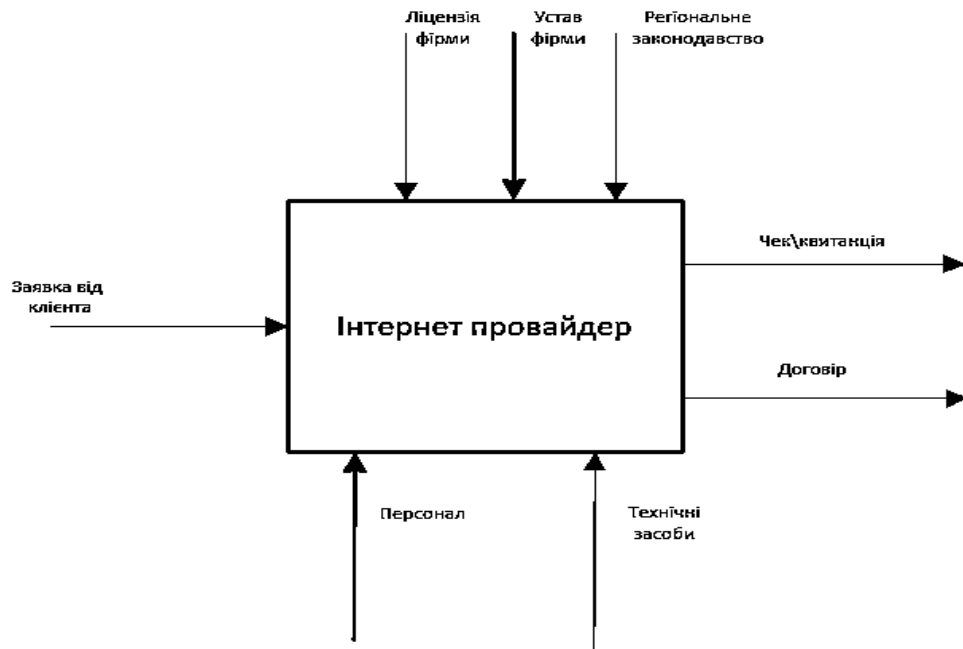 Ліцензія
фірми
Устав
фірми
Регіональне
законодавство
Чек\квитанція
Заявка від
клієнта
Інтернет провайдер
Договір
Персонал
Технічні
засоби